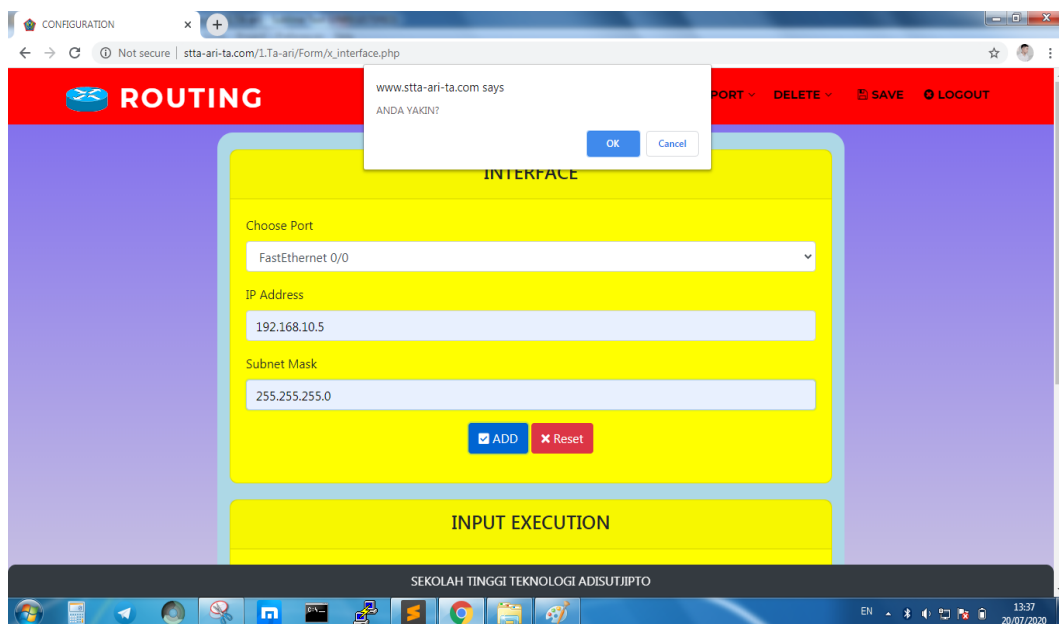 CONFIGURATION
Not secure | stta-ari-ta.com/1.Ta-ari/Form/x_interface.php
www.stta-ari-ta.com says
ANDA YAKIN?
OK Cancel
ROUTING
PORT DELETE SAVE LOGOUT
INTERFACE
Choose Port
FastEthernet 0/0
IP Address
192.168.10.5
Subnet Mask
255.255.255.0
ADD Reset
INPUT EXECUTION
SEKOLAH TINGGI TEKNOLOGI ADISUTJIPTO
EN 13:37
20/07/2020